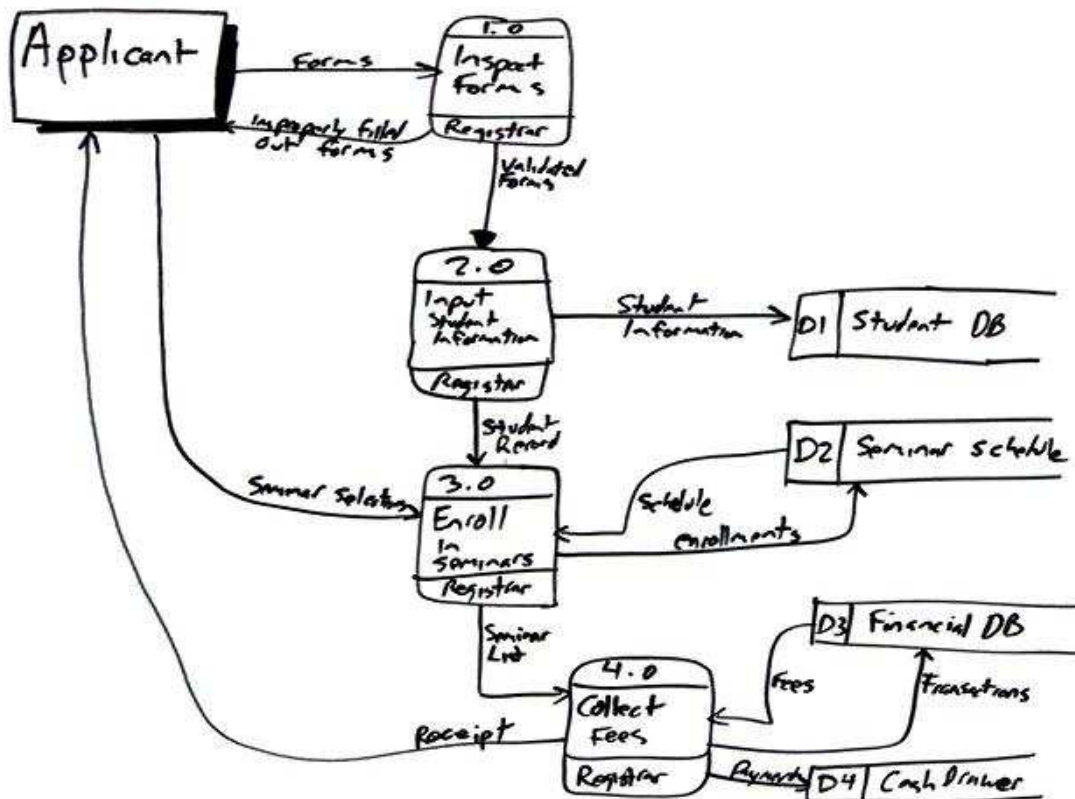 Applicant
Forms
1.0
Inspect
Forms
Registrar
Improperly Filled
Out Forms
Validated
Forms
2.0
Input
Student
Information
Registrar
Student
Information
D1 Student DB
Student
Record
D2 Seminar Schedule
Seminar Selections
3.0
Enroll
In
Seminars
Registrar
Schedule
enrollments
Seminar
List
D3 Financial DB
4.0
Collect
Fees
Registrar
Fees
Transactions
Receipt
Payments
D4 Cash Drawer